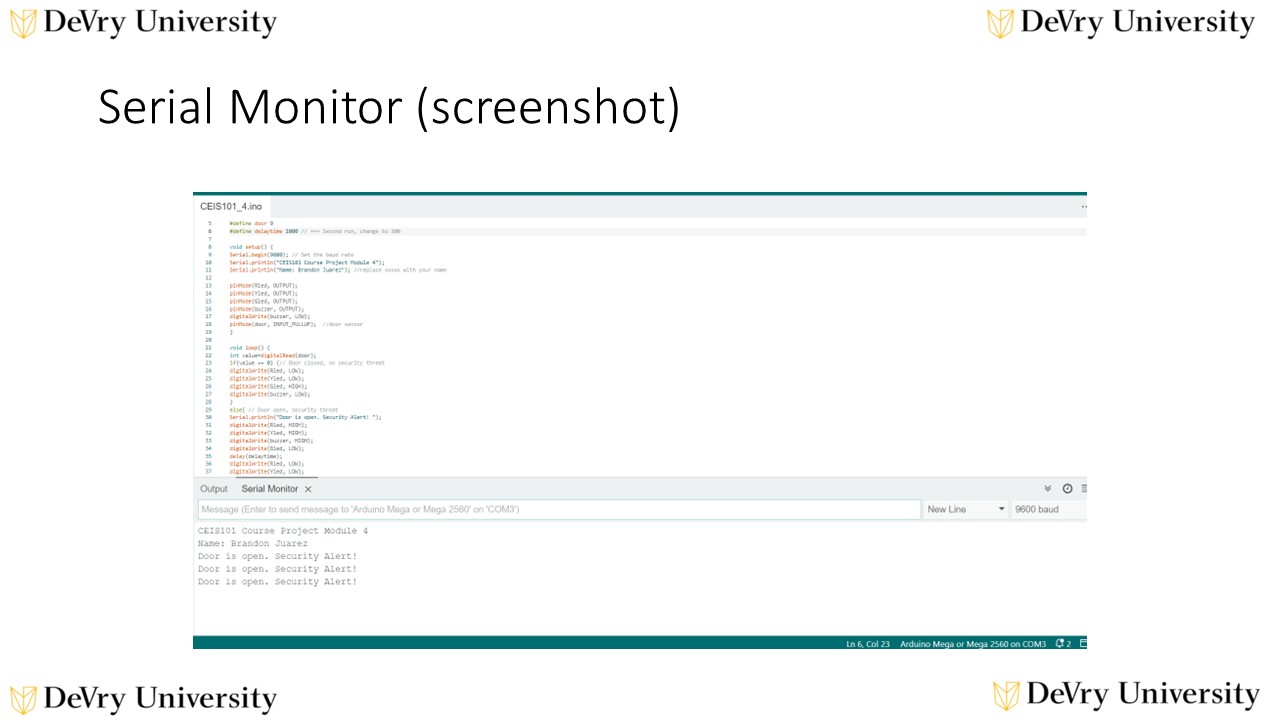 DeVry University
DeVry University
Serial Monitor (screenshot)
CEIS101_4.ino
5 #define door 9
6 #define delaytime 1000 // === Second run, change to 100
7
8 void setup() {
9 Serial.begin(9600); // Set the baud rate
10 Serial.println("CEIS101 Course Project Module 4");
11 Serial.println("Name: Brandon Juarez"); //replace xxxxx with your name
12
13 pinMode(Rled, OUTPUT);
14 pinMode(Yled, OUTPUT);
15 pinMode(Gled, OUTPUT);
16 pinMode(buzzer, OUTPUT);
17 digitalWrite(buzzer, LOW);
18 pinMode(door, INPUT_PULLUP); //door sensor
19 }
20
21 void loop() {
22 int value=digitalRead(door);
23 if(value == 0) {// Door closed, no security threat
24 digitalWrite(Rled, LOW);
25 digitalWrite(Yled, LOW);
26 digitalWrite(Gled, HIGH);
27 digitalWrite(buzzer, LOW);
28 }
29 else{ // Door open, security threat
30 Serial.println("Door is open. Security Alert! ");
31 digitalWrite(Rled, HIGH);
32 digitalWrite(Yled, HIGH);
33 digitalWrite(buzzer, HIGH);
34 digitalWrite(Gled, LOW);
35 delay(delaytime);
36 digitalWrite(Rled, LOW);
37 digitalWrite(Yled, LOW);
Output Serial Monitor
Message (Enter to send message to 'Arduino Mega or Mega 2560' on 'COM3') New Line 9600 baud
CEIS101 Course Project Module 4
Name: Brandon Juarez
Door is open. Security Alert!
Door is open. Security Alert!
Door is open. Security Alert!
Ln 6, Col 23 Arduino Mega or Mega 2560 on COM3 2
DeVry University
DeVry University